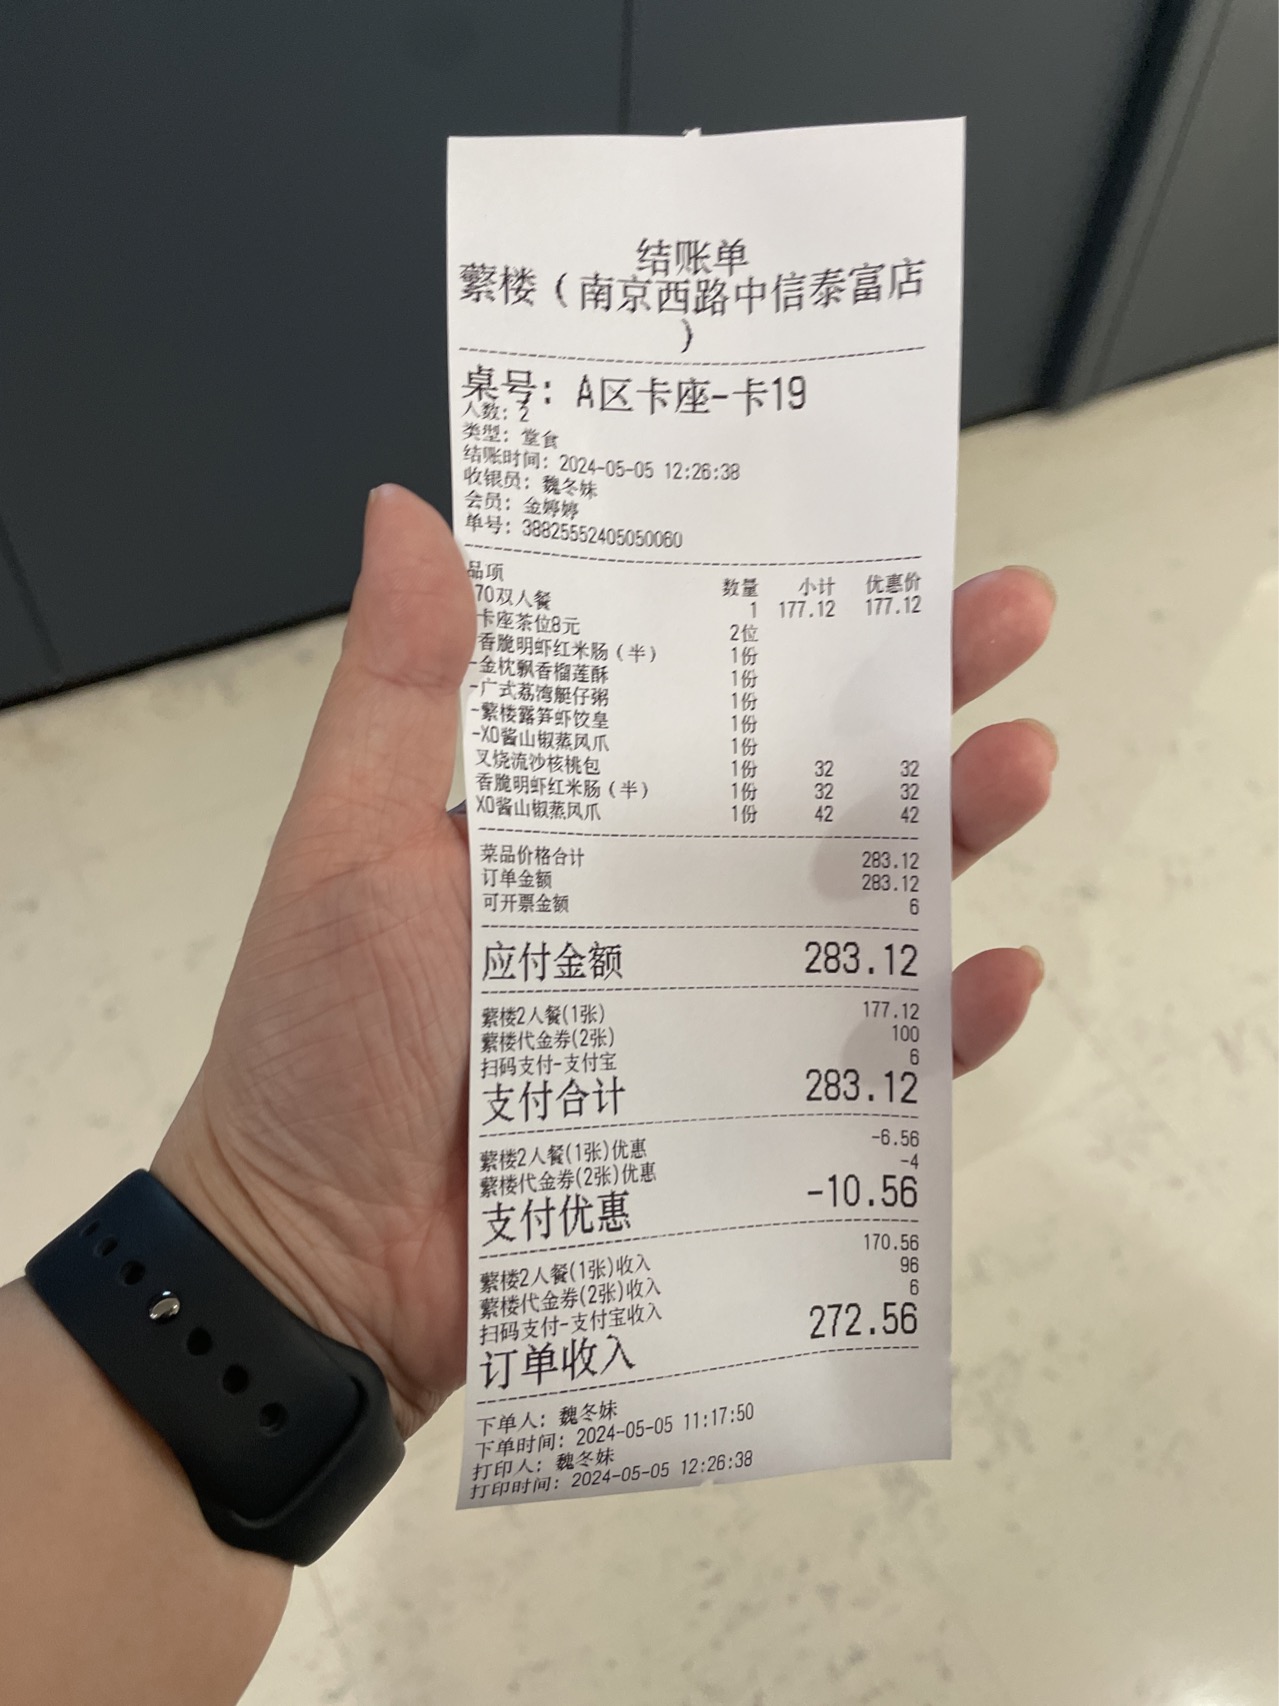 结账单
蘩楼（南京西路中信泰富店
）
桌号：A区卡座-卡19
人数：2
类型：堂食
结账时间：2024-05-05 12:26:38
收银员：魏冬妹
会员：金婷婷
单号：38825552405050060
品项 数量 小计 优惠价
70双人餐 1 177.12 177.12
卡座茶位8元 2位
香脆明虾红米肠（半） 1份
-金枕飘香榴莲酥 1份
-广式荔湾艇仔粥 1份
-蘩楼露笋虾饺皇 1份
-XO酱山椒蒸凤爪 1份
叉烧流沙核桃包 1份 32 32
香脆明虾红米肠（半） 1份 32 32
XO酱山椒蒸凤爪 1份 42 42
菜品价格合计 283.12
订单金额 283.12
可开票金额 6
应付金额 283.12
蘩楼2人餐(1张) 177.12
蘩楼代金券(2张) 100
扫码支付-支付宝 6
支付合计 283.12
蘩楼2人餐(1张)优惠 -6.56
蘩楼代金券(2张)优惠 -4
支付优惠 -10.56
蘩楼2人餐(1张)收入 170.56
蘩楼代金券(2张)收入 96
扫码支付-支付宝收入 6
订单收入 272.56
下单人：魏冬妹
下单时间：2024-05-05 11:17:50
打印人：魏冬妹
打印时间：2024-05-05 12:26:38